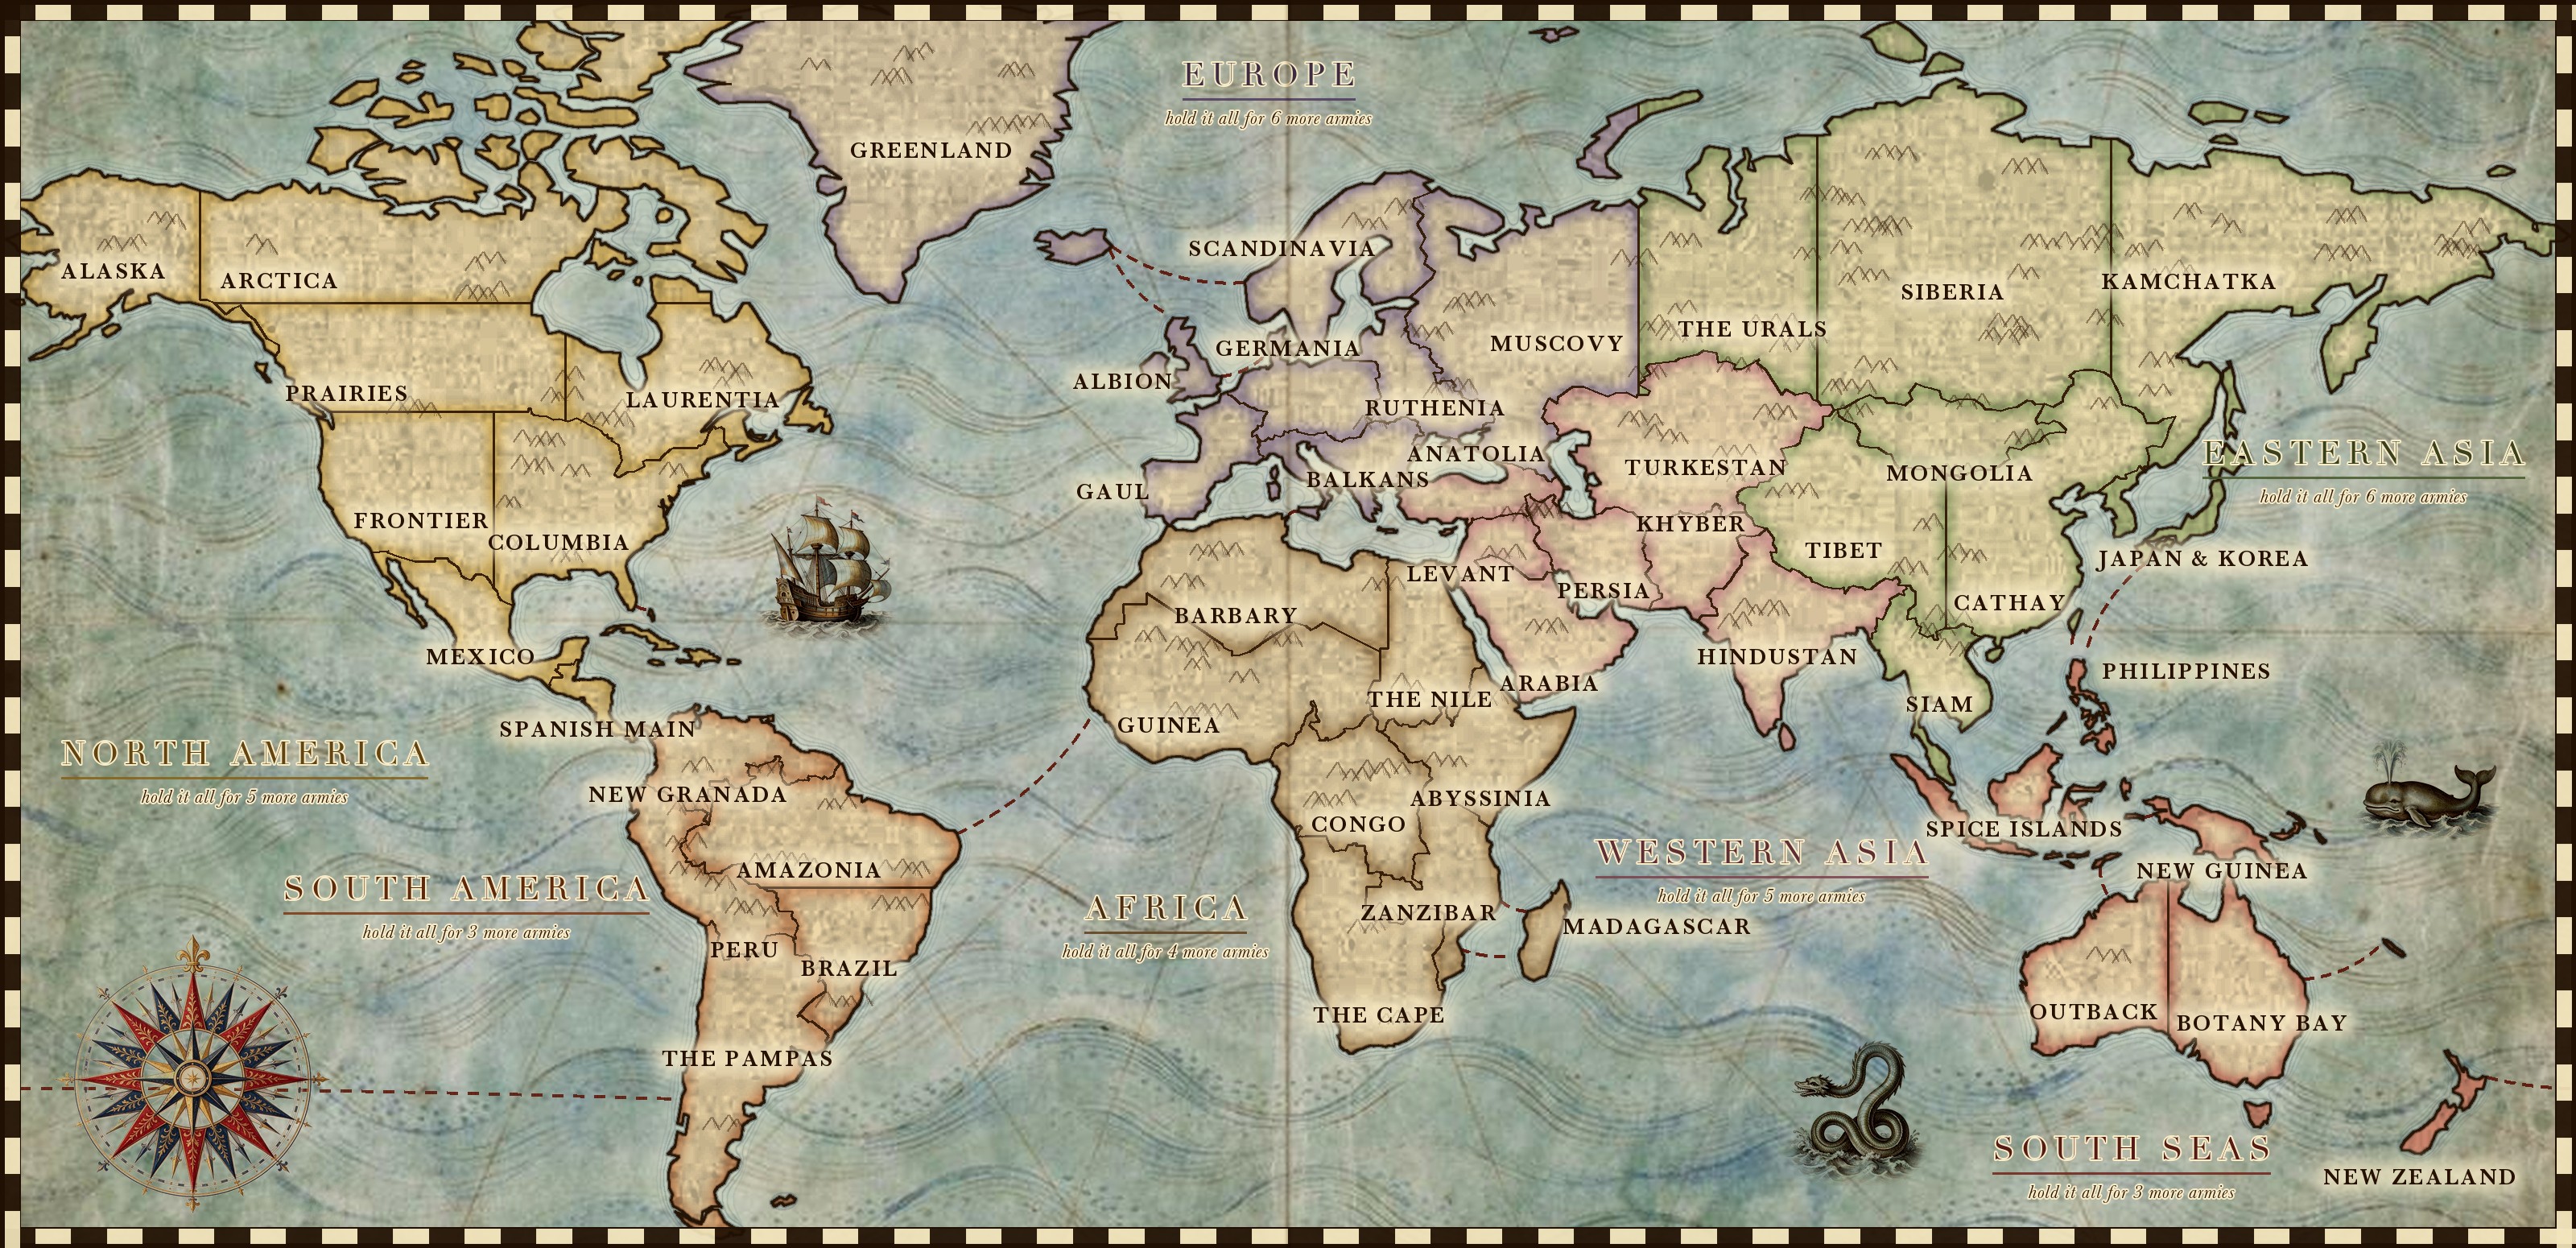 EUROPE
hold it all for 6 more armies
GREENLAND
SCANDINAVIA
ALASKA
ARCTICA
SIBERIA
KAMCHATKA
THE URALS
MUSCOVY
GERMANIA
ALBION
PRAIRIES
LAURENTIA
RUTHENIA
ANATOLIA
EASTERN ASIA
hold it all for 6 more armies
TURKESTAN
MONGOLIA
BALKANS
GAUL
FRONTIER
COLUMBIA
KHYBER
TIBET
JAPAN & KOREA
LEVANT
PERSIA
CATHAY
BARBARY
MEXICO
HINDUSTAN
PHILIPPINES
ARABIA
THE NILE
SIAM
GUINEA
SPANISH MAIN
NORTH AMERICA
hold it all for 5 more armies
NEW GRANADA
ABYSSINIA
CONGO
SPICE ISLANDS
WESTERN ASIA
hold it all for 5 more armies
AMAZONIA
NEW GUINEA
SOUTH AMERICA
hold it all for 3 more armies
AFRICA
hold it all for 4 more armies
ZANZIBAR
MADAGASCAR
PERU
BRAZIL
THE CAPE
OUTBACK
BOTANY BAY
THE PAMPAS
SOUTH SEAS
hold it all for 3 more armies
NEW ZEALAND